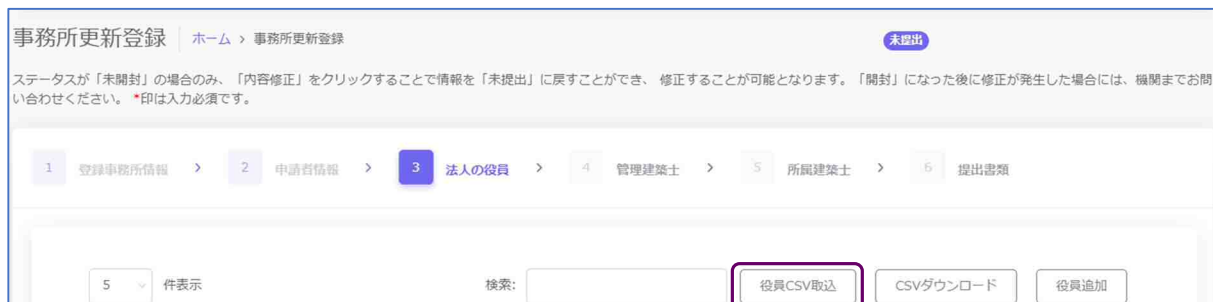 事務所更新登録 ホーム > 事務所更新登録 未提出
ステータスが「未開封」の場合のみ、「内容修正」をクリックすることで情報を「未提出」に戻すことができ、 修正することが可能となります。「開封」になった後に修正が発生した場合には、機関までお問
い合わせください。 *印は入力必須です。
1 登録事務所情報 > 2 申請者情報 > 3 法人の役員 > 4 管理建築士 > 5 所属建築士 > 6 提出書類
5 件表示 検索: 役員CSV取込 CSVダウンロード 役員追加